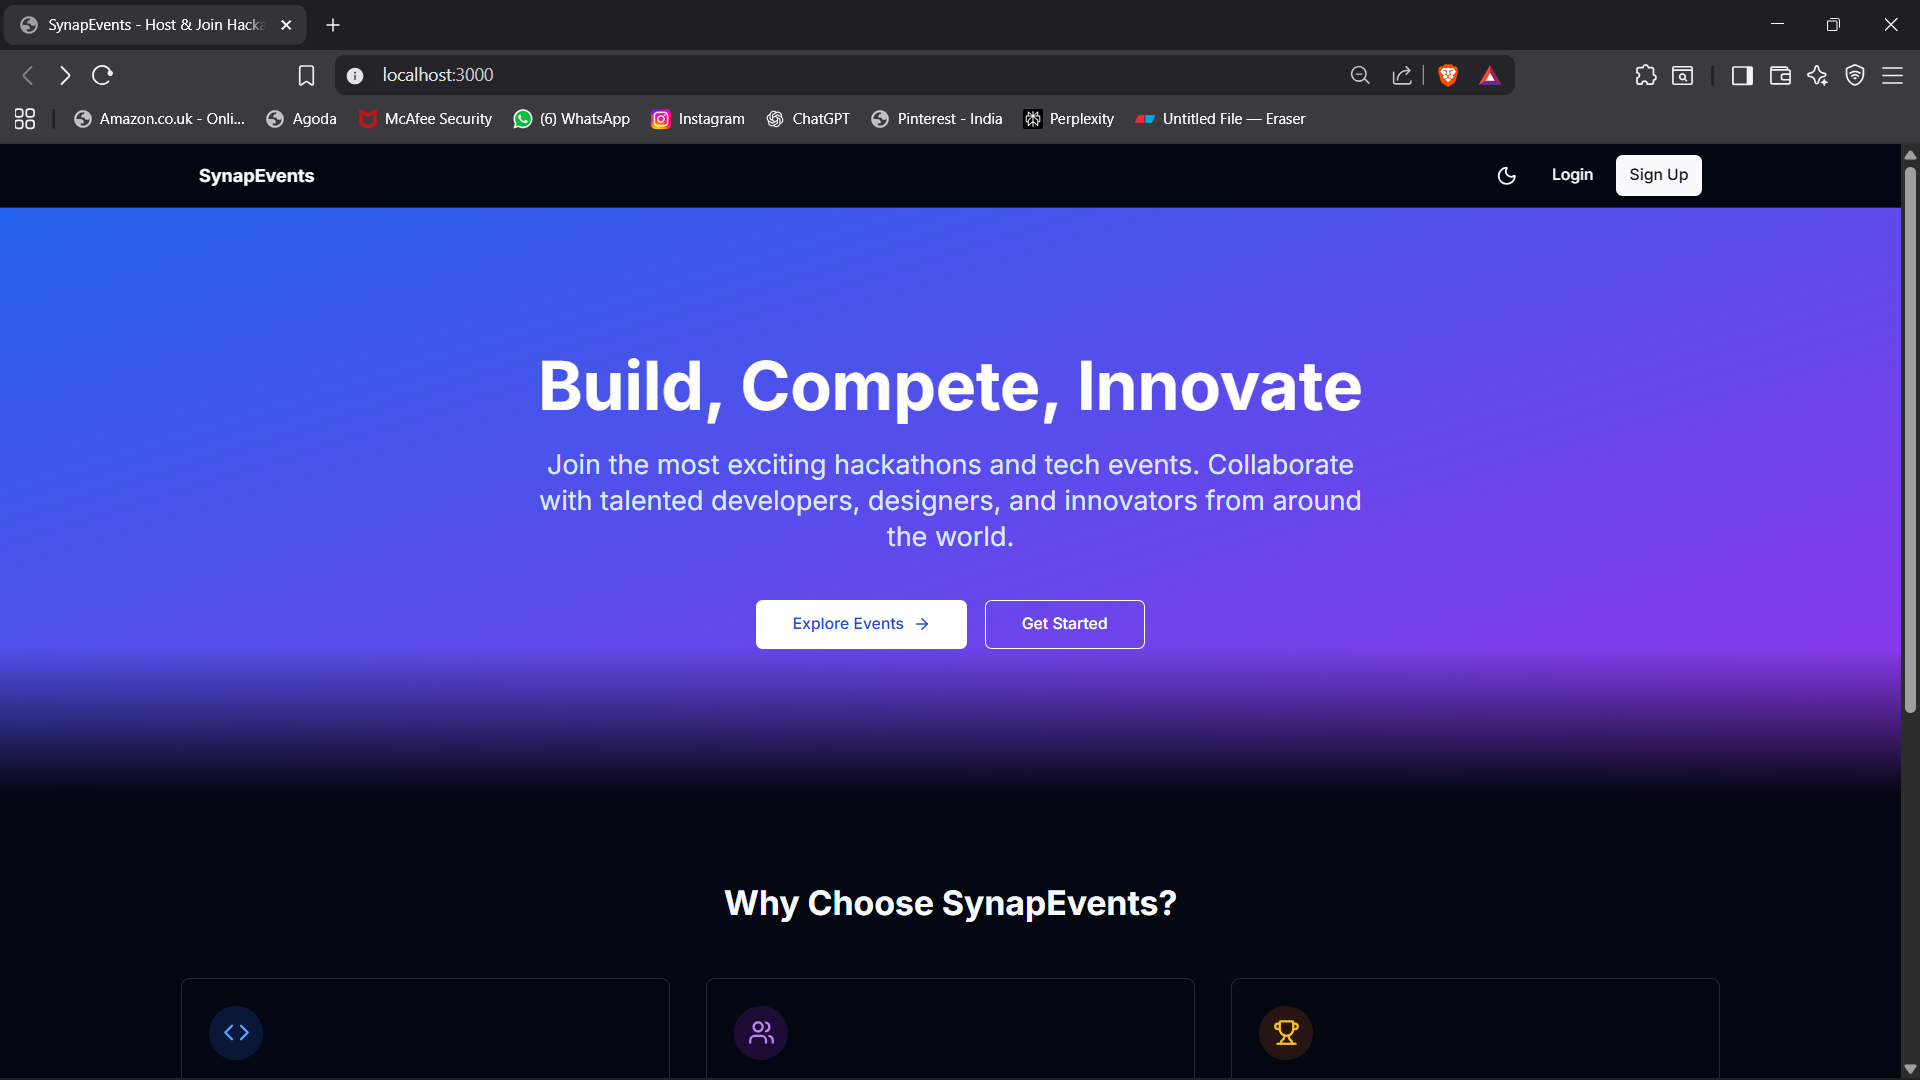 SynapEvents - Host & Join Hacka
localhost:3000
Amazon.co.uk - Onli...
Agoda
McAfee Security
(6) WhatsApp
Instagram
ChatGPT
Pinterest - India
Perplexity
Untitled File — Eraser
SynapEvents
Login
Sign Up
Build, Compete, Innovate
Join the most exciting hackathons and tech events. Collaborate
with talented developers, designers, and innovators from around
the world.
Explore Events
Get Started
Why Choose SynapEvents?